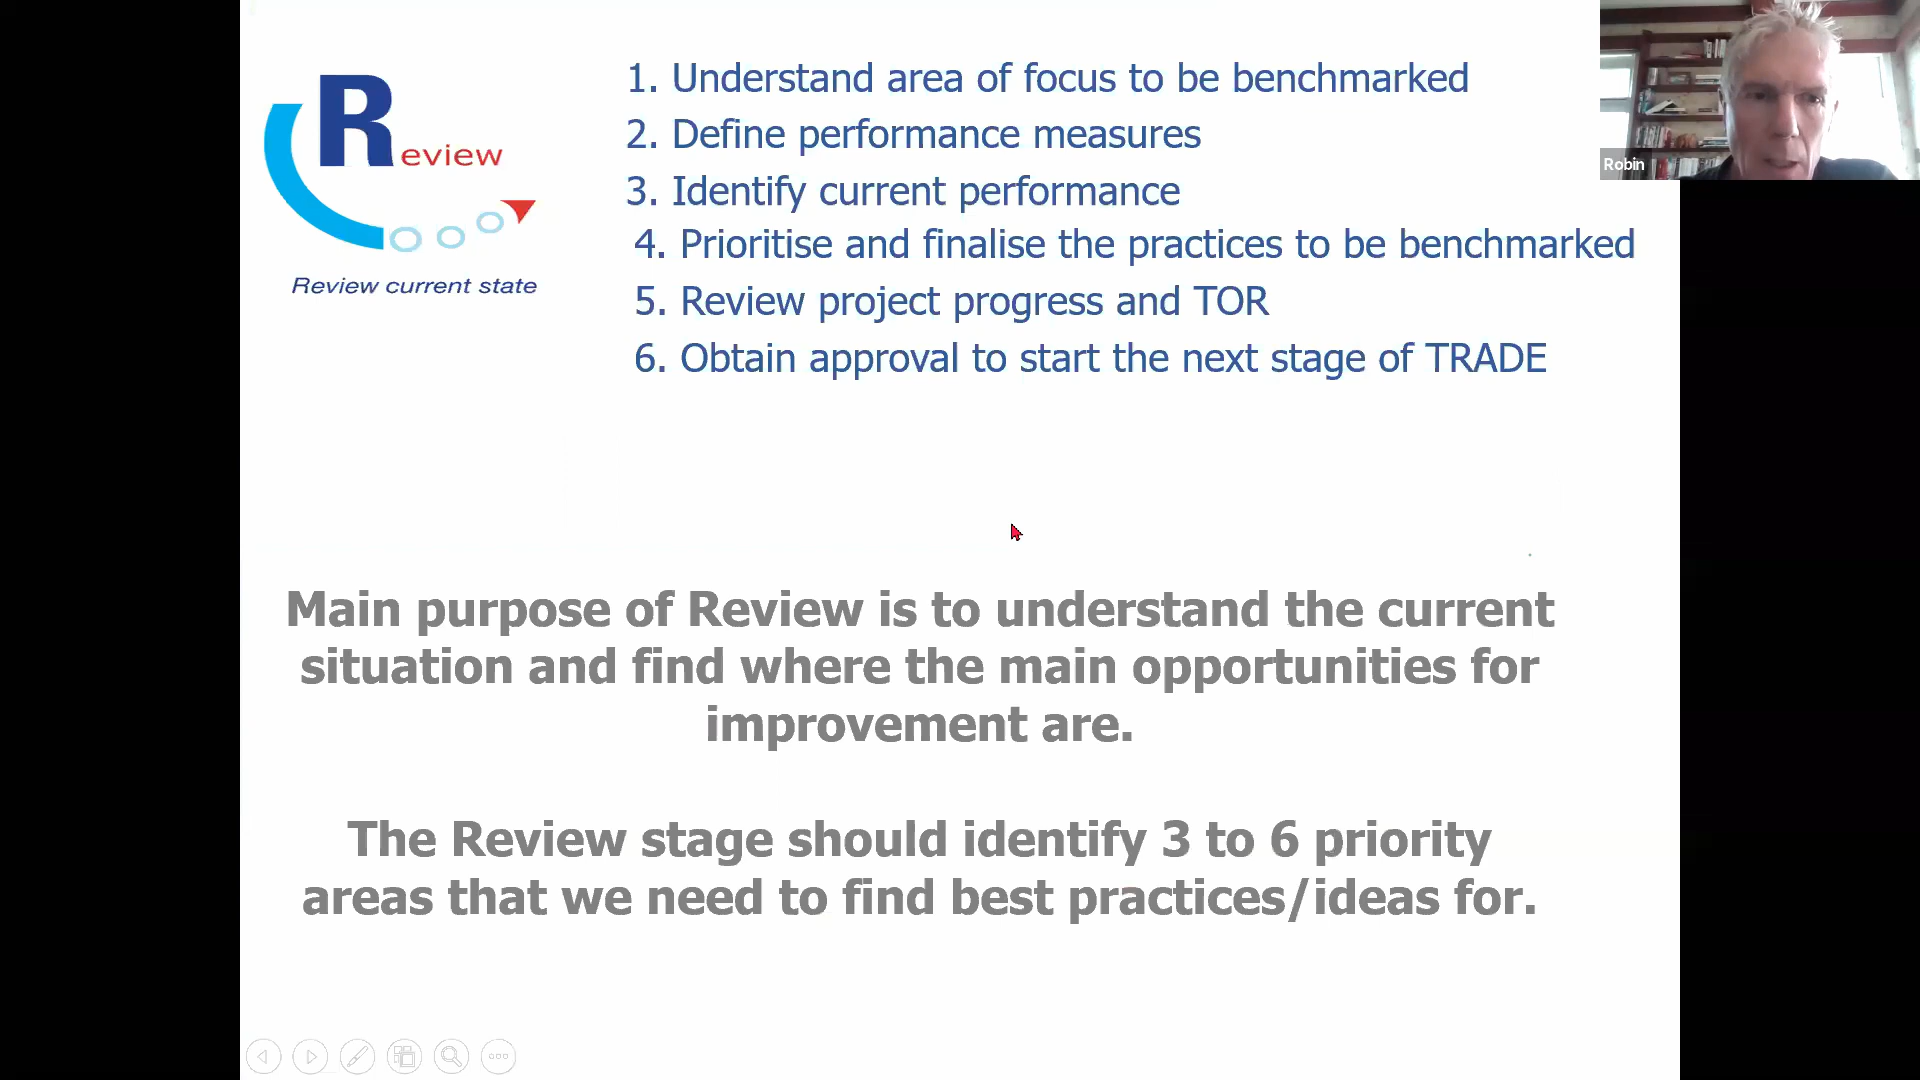 Review
Review current state
1. Understand area of focus to be benchmarked
2. Define performance measures
3. Identify current performance
4. Prioritise and finalise the practices to be benchmarked
5. Review project progress and TOR
6. Obtain approval to start the next stage of TRADE
Robin
Main purpose of Review is to understand the current
situation and find where the main opportunities for
improvement are.
The Review stage should identify 3 to 6 priority
areas that we need to find best practices/ideas for.